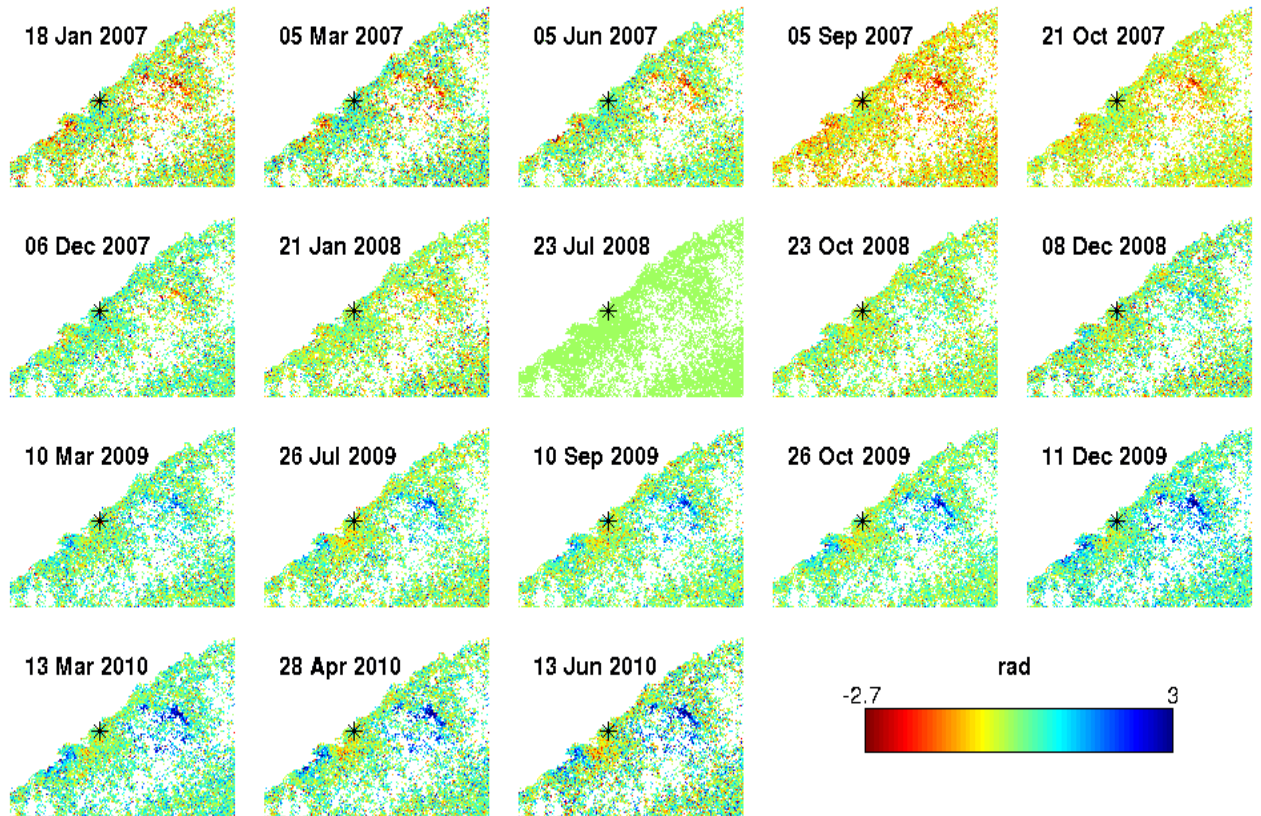 18 Jan 2007
05 Mar 2007
05 Jun 2007
05 Sep 2007
21 Oct 2007
06 Dec 2007
21 Jan 2008
23 Jul 2008
23 Oct 2008
08 Dec 2008
10 Mar 2009
26 Jul 2009
10 Sep 2009
26 Oct 2009
11 Dec 2009
13 Mar 2010
28 Apr 2010
13 Jun 2010
rad
-2.7 3